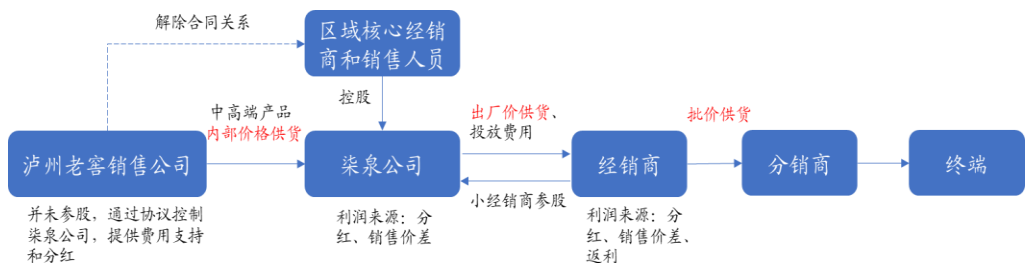 解除合同关系
区域核心经销
商和销售人员
控股
中高端产品
内部价格供货
出厂价供货、
投放费用
批价供货
泸州老窖销售公司
柒泉公司
经销商
分销商
终端
小经销商参股
并未参股，通过协议控制
柒泉公司，提供费用支持
和分红
利润来源：分
红、销售价差
利润来源：分
红、销售价差、
返利